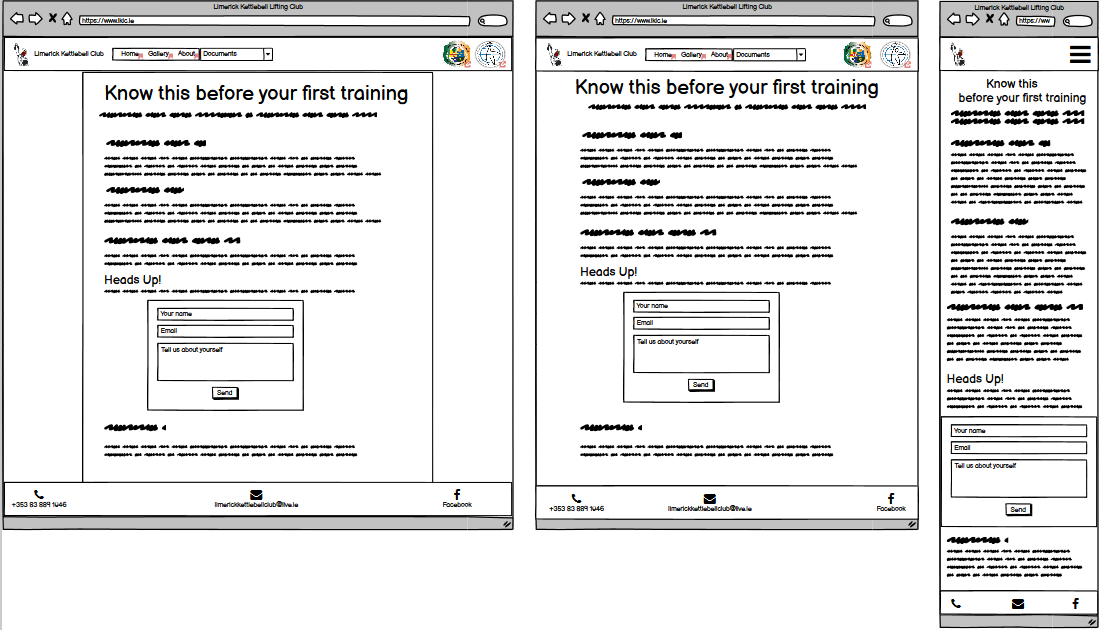 Limerick Kettlebell Lifting Club
https://www.lklc.ie
Limerick Kettlebell Club
Home Gallery About Documents
Know this before your first training
Heads Up!
Your name
Email
Tell us about yourself
Send
+353 83 889 1046
limerickkettlebellclub@live.ie
Facebook
Limerick Kettlebell Lifting Club
https://www.lklc.ie
Limerick Kettlebell Club
Home Gallery About Documents
Know this before your first training
Heads Up!
Your name
Email
Tell us about yourself
Send
+353 83 889 1046
limerickkettlebellclub@live.ie
Facebook
Limerick Kettlebell Lifting Club
https://ww
Know this
before your first training
Heads Up!
Your name
Email
Tell us about yourself
Send